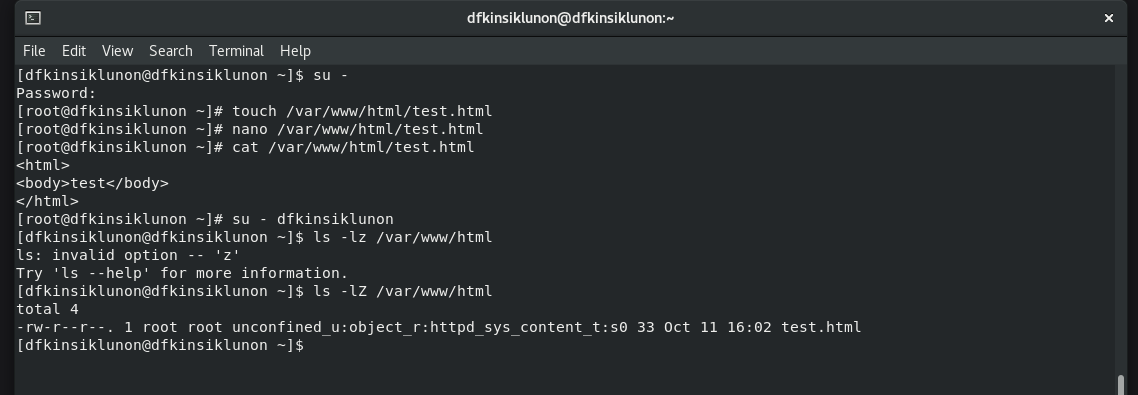 dfkinsiklunon@dfkinsiklunon:~
File Edit View Search Terminal Help
[dfkinsiklunon@dfkinsiklunon ~]$ su -
Password:
[root@dfkinsiklunon ~]# touch /var/www/html/test.html
[root@dfkinsiklunon ~]# nano /var/www/html/test.html
[root@dfkinsiklunon ~]# cat /var/www/html/test.html
<html>
<body>test</body>
</html>
[root@dfkinsiklunon ~]# su - dfkinsiklunon
[dfkinsiklunon@dfkinsiklunon ~]$ ls -lz /var/www/html
ls: invalid option -- 'z'
Try 'ls --help' for more information.
[dfkinsiklunon@dfkinsiklunon ~]$ ls -lZ /var/www/html
total 4
-rw-r--r--. 1 root root unconfined_u:object_r:httpd_sys_content_t:s0 33 Oct 11 16:02 test.html
[dfkinsiklunon@dfkinsiklunon ~]$